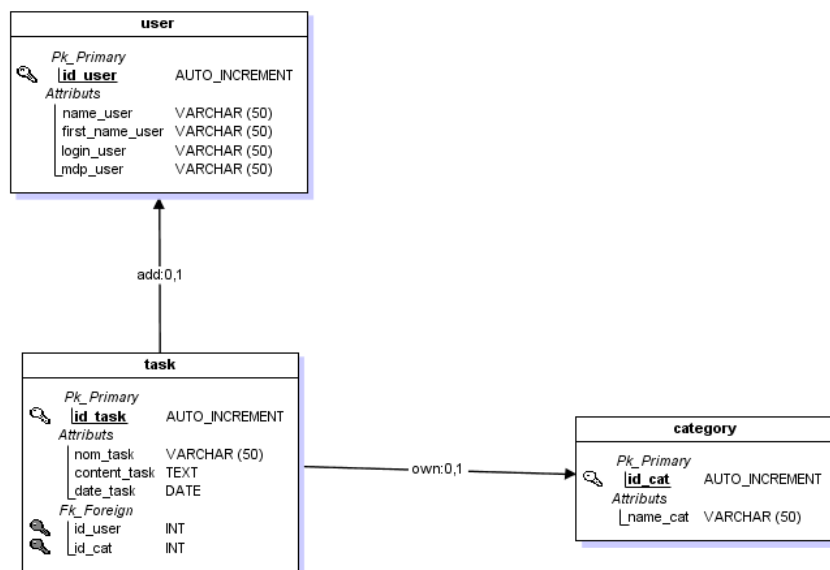 user
Pk_Primary
id_user AUTO_INCREMENT
Attributs
name_user VARCHAR (50)
first_name_user VARCHAR (50)
login_user VARCHAR (50)
mdp_user VARCHAR (50)
add:0,1
task
Pk_Primary
id_task AUTO_INCREMENT
Attributs
nom_task VARCHAR (50)
content_task TEXT
date_task DATE
Fk_Foreign
id_user INT
id_cat INT
own:0,1
category
Pk_Primary
id_cat AUTO_INCREMENT
Attributs
name_cat VARCHAR (50)